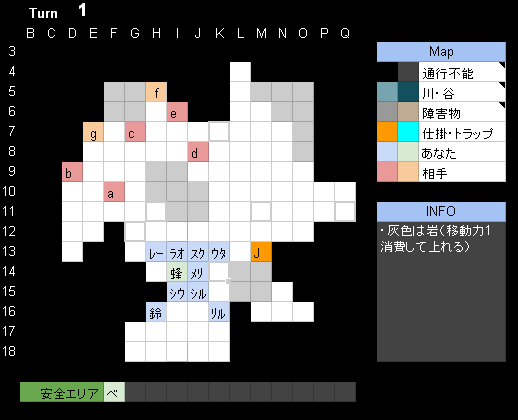 Turn 1
B C D E F G H I J K L M N O P Q
3
4
5 f
6 e
7 g c
8 d
9 b
10 a
11
12
13 レー ラオ スク ウタ J
14 蜂 メリ
15 シウ シル
16 鈴 リル
17
18
安全エリア ベ
Map
通行不能
川・谷
障害物
仕掛・トラップ
あなた
相手
INFO
・灰色は岩(移動力1
消費して上れる)